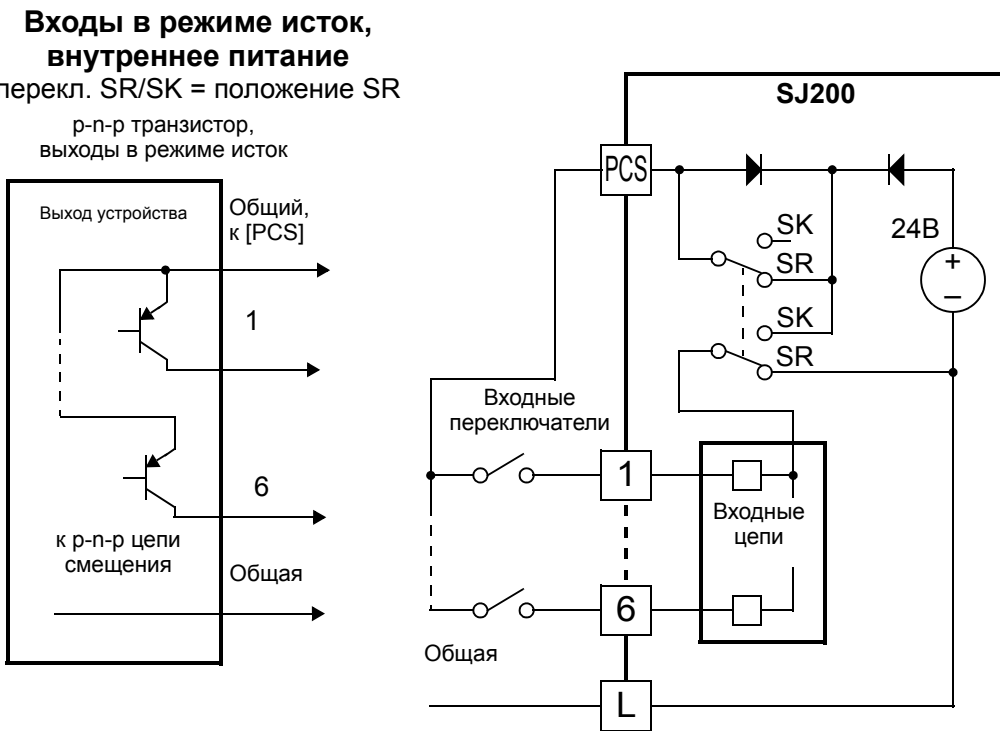 Входы в режиме исток,
внутреннее питание
перекл. SR/SK = положение SR
p-n-p транзистор,
выходы в режиме исток
Выход устройства
Общий,
к [PCS]
1
6
к p-n-p цепи
смещения
Общая
SJ200
PCS
SK
SR
24В
+
–
SK
SR
Входные
переключатели
1
Входные
цепи
6
Общая
L